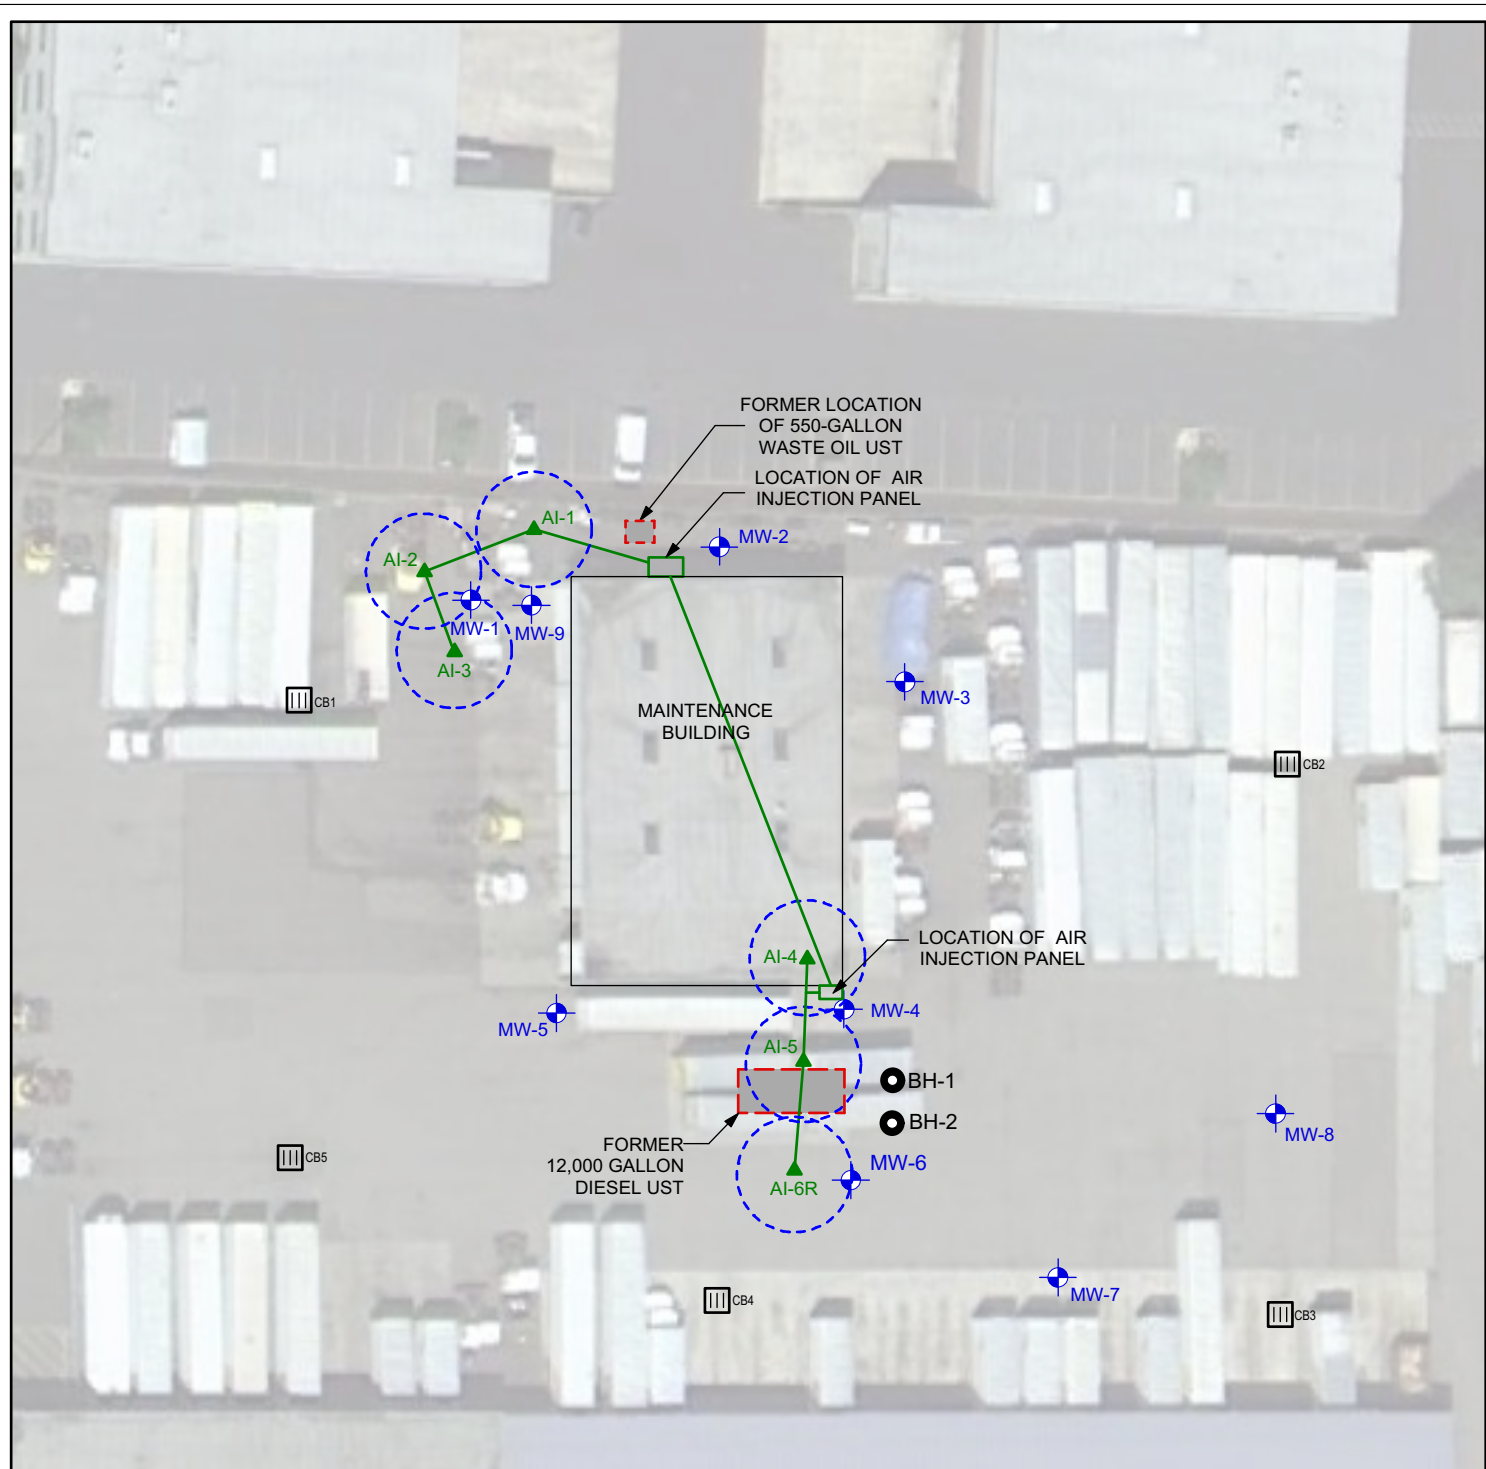 FORMER LOCATION
OF 550-GALLON
WASTE OIL UST
LOCATION OF AIR
INJECTION PANEL
AI-1
MW-2
AI-2
MW-1
MW-9
AI-3
MW-3
CB1
MAINTENANCE
BUILDING
CB2
LOCATION OF AIR
INJECTION PANEL
AI-4
MW-5
MW-4
AI-5
BH-1
BH-2
MW-8
FORMER
12,000 GALLON
DIESEL UST
CB5
MW-6
AI-6R
MW-7
CB4
CB3